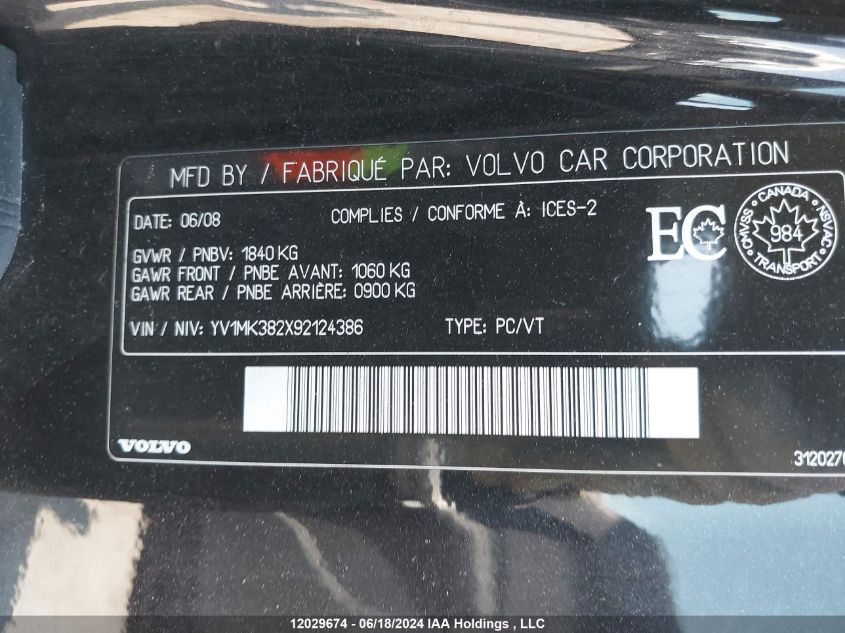 MFD BY / FABRIQUÉ PAR: VOLVO CAR CORPORATION
DATE: 06/08
COMPLIES / CONFORME À: ICES-2
EC
CANADA
CMVSS
NSVAC
984
TRANSPORT
GVWR / PNBV: 1840 KG
GAWR FRONT / PNBE AVANT: 1060 KG
GAWR REAR / PNBE ARRIÈRE: 0900 KG
VIN / NIV: YV1MK382X92124386
TYPE: PC/VT
VOLVO
12029674 - 06/18/2024 IAA Holdings , LLC